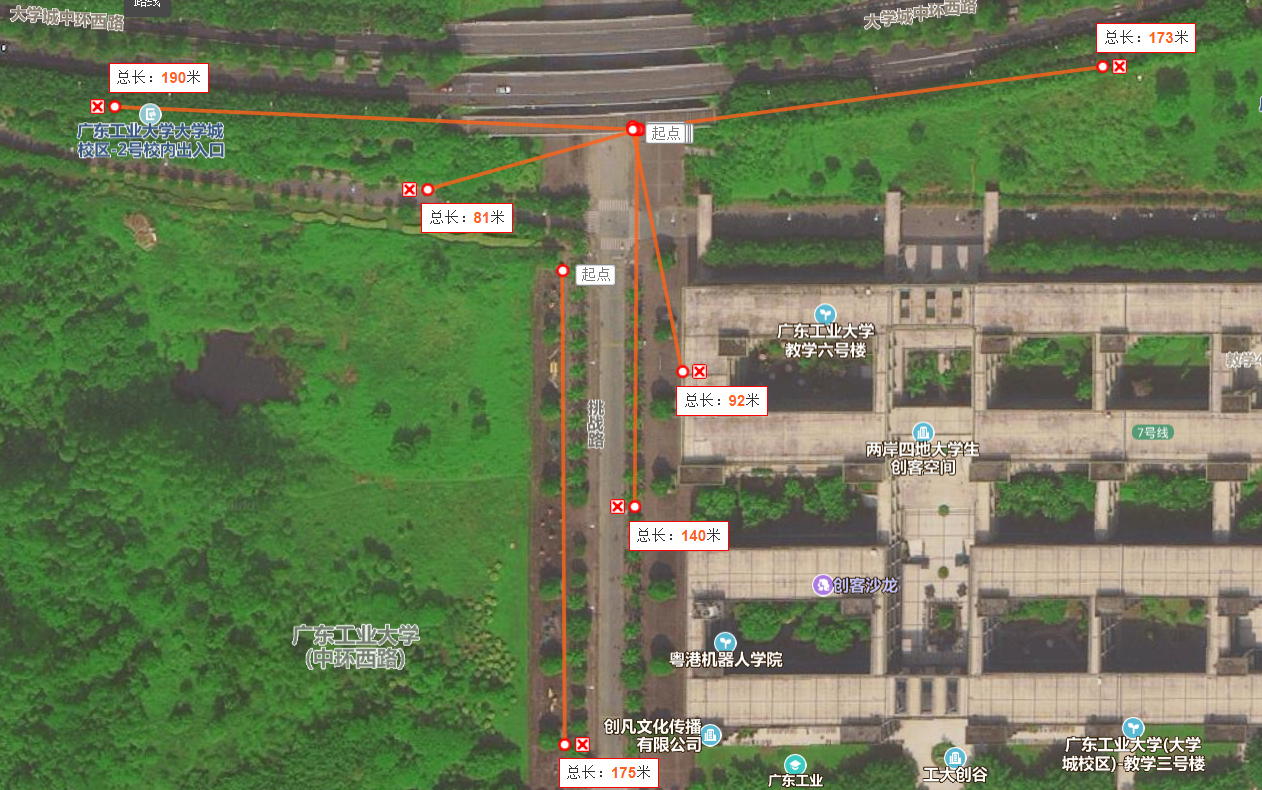 路线
大学城中环西路
大学城中环西路
总长：173米
总长：190米
广东工业大学大学城
校区-2号校内出入口
起点
总长：81米
起点
广东工业大学
教学六号楼
教学4
总长：92米
挑战路
7号线
两岸四地大学生
创客空间
总长：140米
创客沙龙
广东工业大学
(中环西路)
粤港机器人学院
创凡文化传播
有限公司
广东工业大学(大学
城校区)-教学三号楼
总长：175米
广东工业
工大创谷